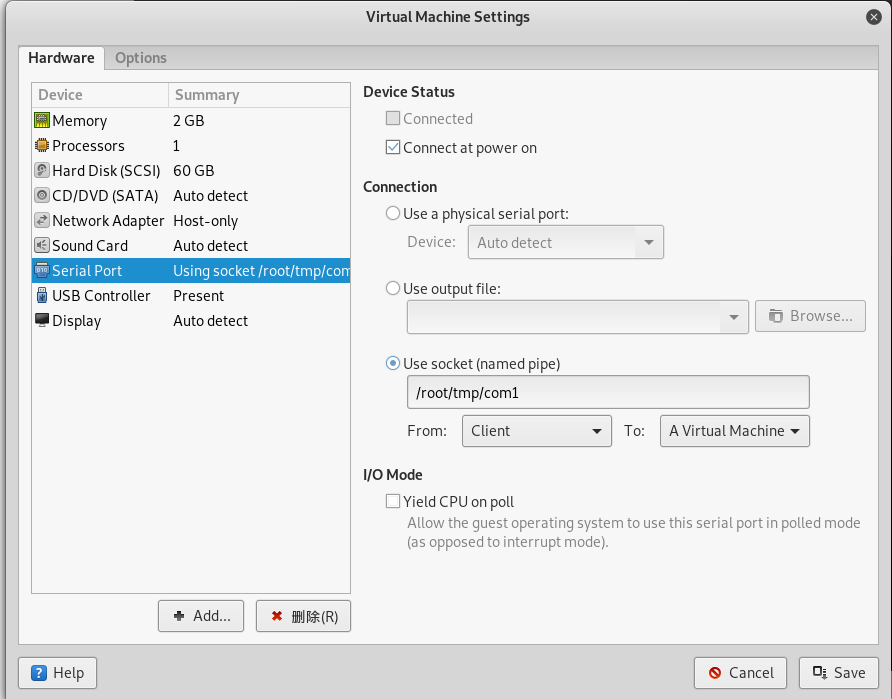 Virtual Machine Settings
Hardware Options
Device Summary
Memory 2 GB
Processors 1
Hard Disk (SCSI) 60 GB
CD/DVD (SATA) Auto detect
Network Adapter Host-only
Sound Card Auto detect
Serial Port Using socket /root/tmp/com
USB Controller Present
Display Auto detect
Add...
删除(R)
Device Status
Connected
Connect at power on
Connection
Use a physical serial port:
Device: Auto detect
Use output file:
Browse...
Use socket (named pipe)
/root/tmp/com1
From: Client To: A Virtual Machine
I/O Mode
Yield CPU on poll
Allow the guest operating system to use this serial port in polled mode
(as opposed to interrupt mode).
Help
Cancel
Save